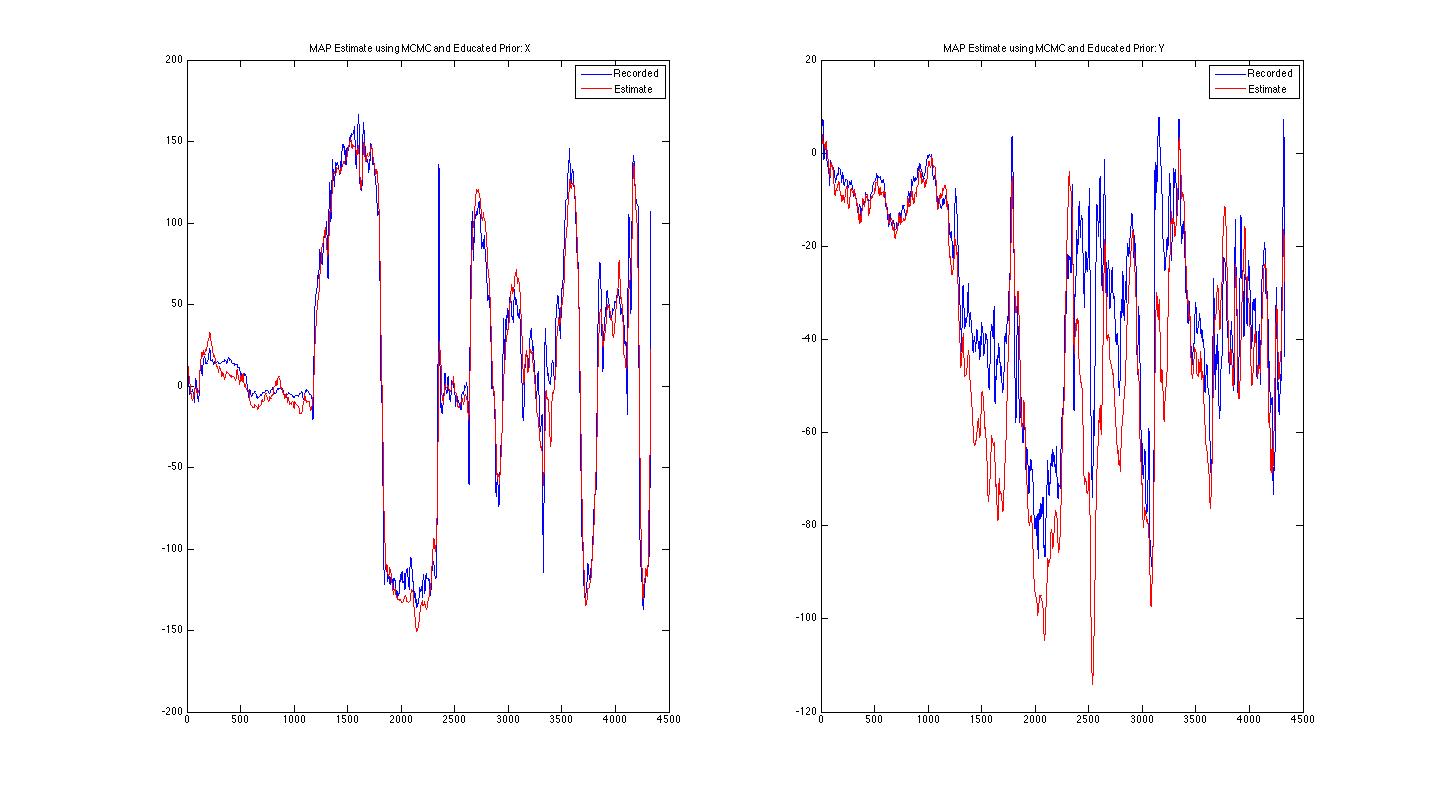 MAP Estimate using MCMC and Educated Prior: X
Recorded
Estimate
200
150
100
50
0
-50
-100
-150
-200
0 500 1000 1500 2000 2500 3000 3500 4000 4500
MAP Estimate using MCMC and Educated Prior: Y
Recorded
Estimate
20
0
-20
-40
-60
-80
-100
-120
0 500 1000 1500 2000 2500 3000 3500 4000 4500